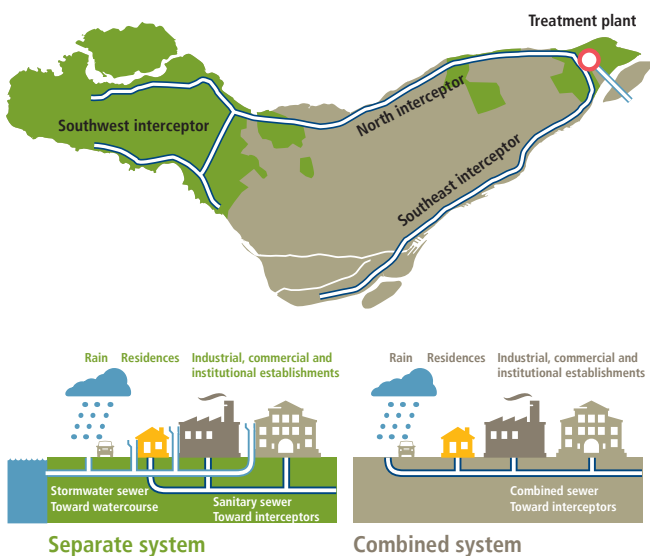 Treatment plant
North interceptor
Southwest interceptor
Southeast interceptor
Rain Residences Industrial, commercial and
institutional establishments
Rain Residences Industrial, commercial and
institutional establishments
Stormwater sewer
Toward watercourse
Sanitary sewer
Toward interceptors
Combined sewer
Toward interceptors
Separate system
Combined system